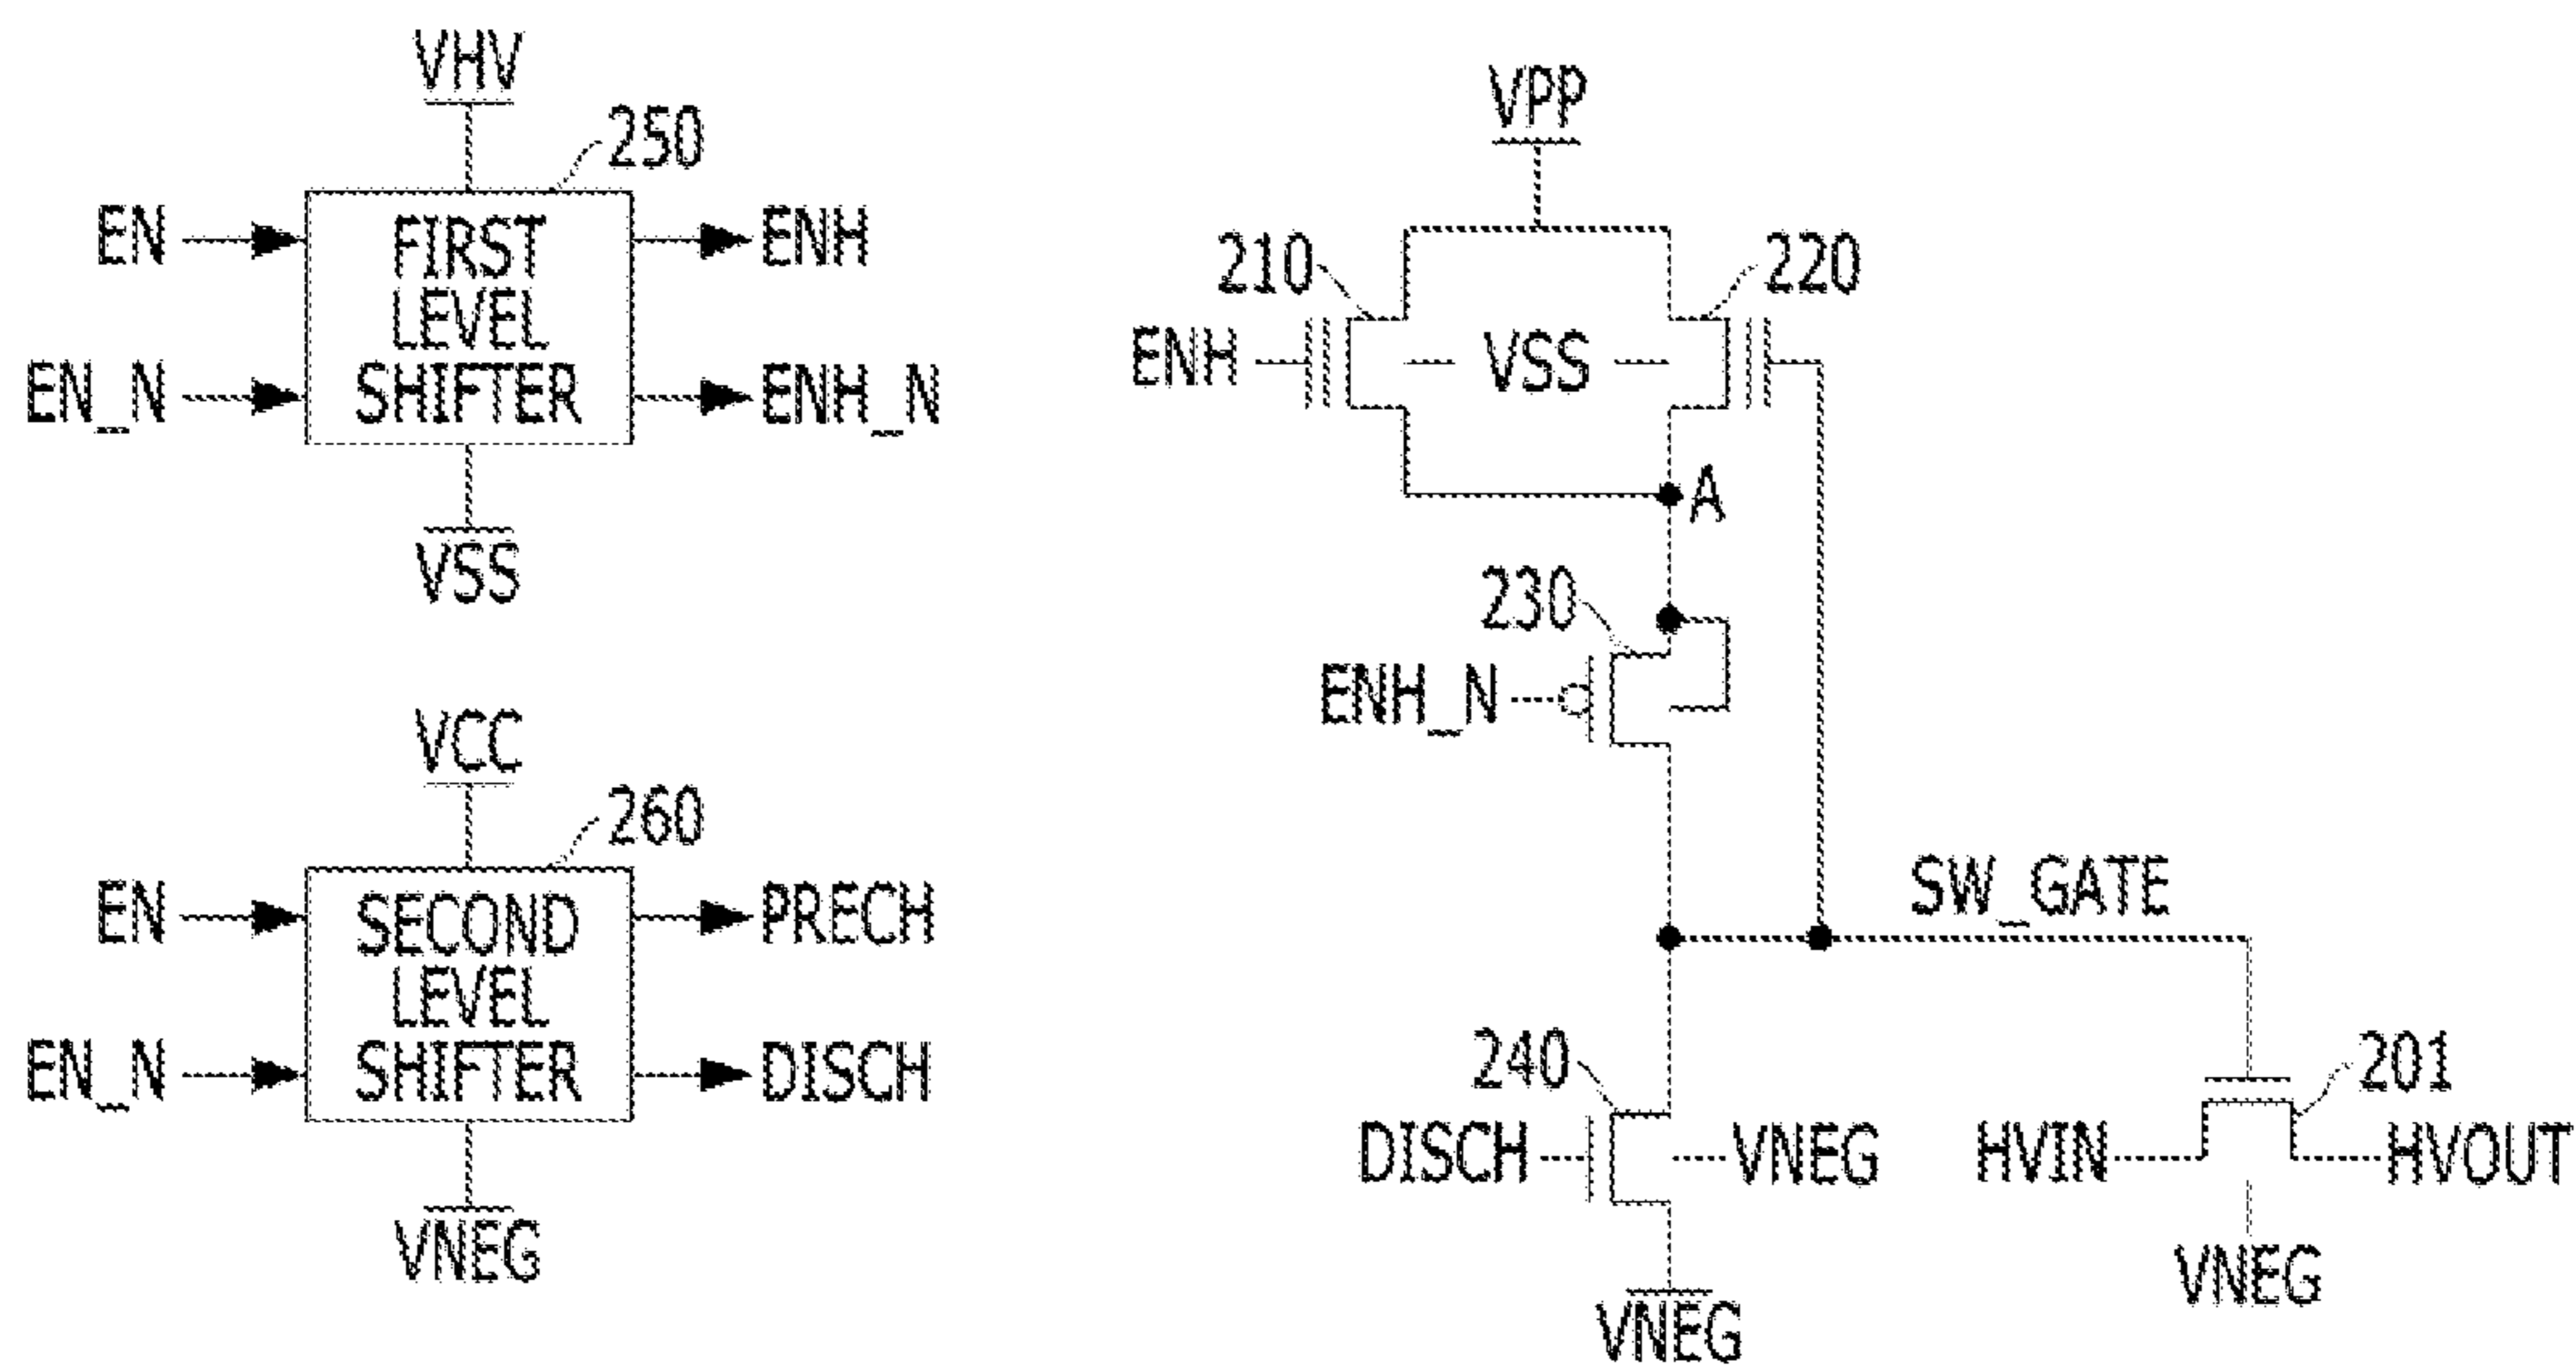 VHV
250
EN
FIRST
LEVEL
SHIFTER
ENH
EN_N
ENH_N
VSS
VCC
260
EN
SECOND
LEVEL
SHIFTER
PRECH
EN_N
DISCH
VNEG
VPP
210
220
ENH
VSS
A
230
ENH_N
SW_GATE
240
DISCH
VNEG
VNEG
201
HVIN
HVOUT
VNEG